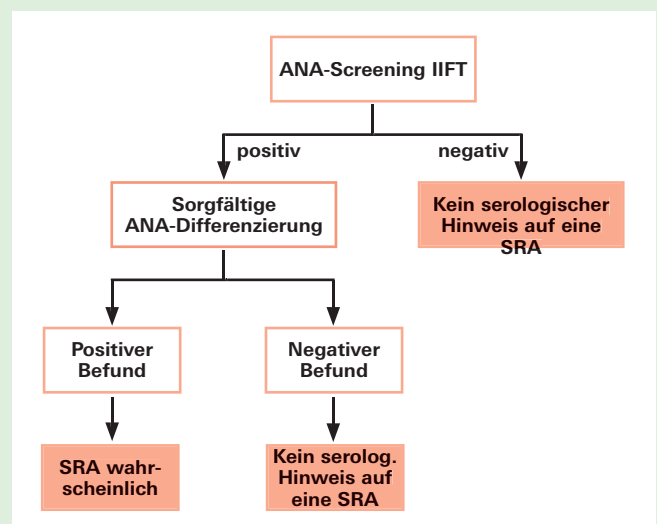 ANA-Screening IIFT
positiv
negativ
Sorgfältige
ANA-Differenzierung
Kein serologischer
Hinweis auf eine
SRA
Positiver
Befund
Negativer
Befund
SRA wahr-
scheinlich
Kein serolog.
Hinweis auf
eine SRA